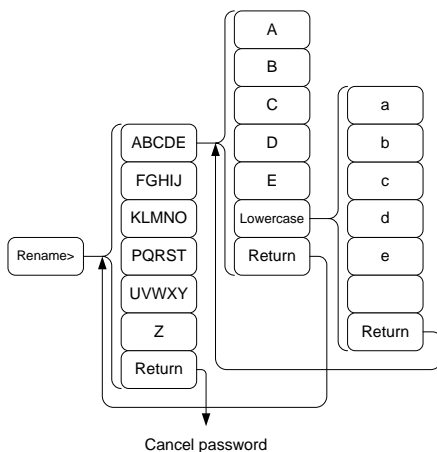 Rename>
ABCDE
FGHIJ
KLMNO
PQRST
UVWXY
Z
Return
A
B
C
D
E
Lowercase
Return
a
b
c
d
e
Return
Cancel password